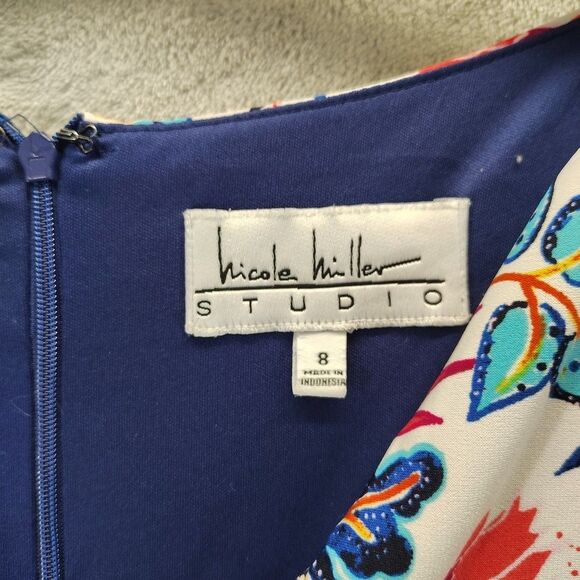 Nicole Miller
STUDIO
8
MADE IN
INDONESIA